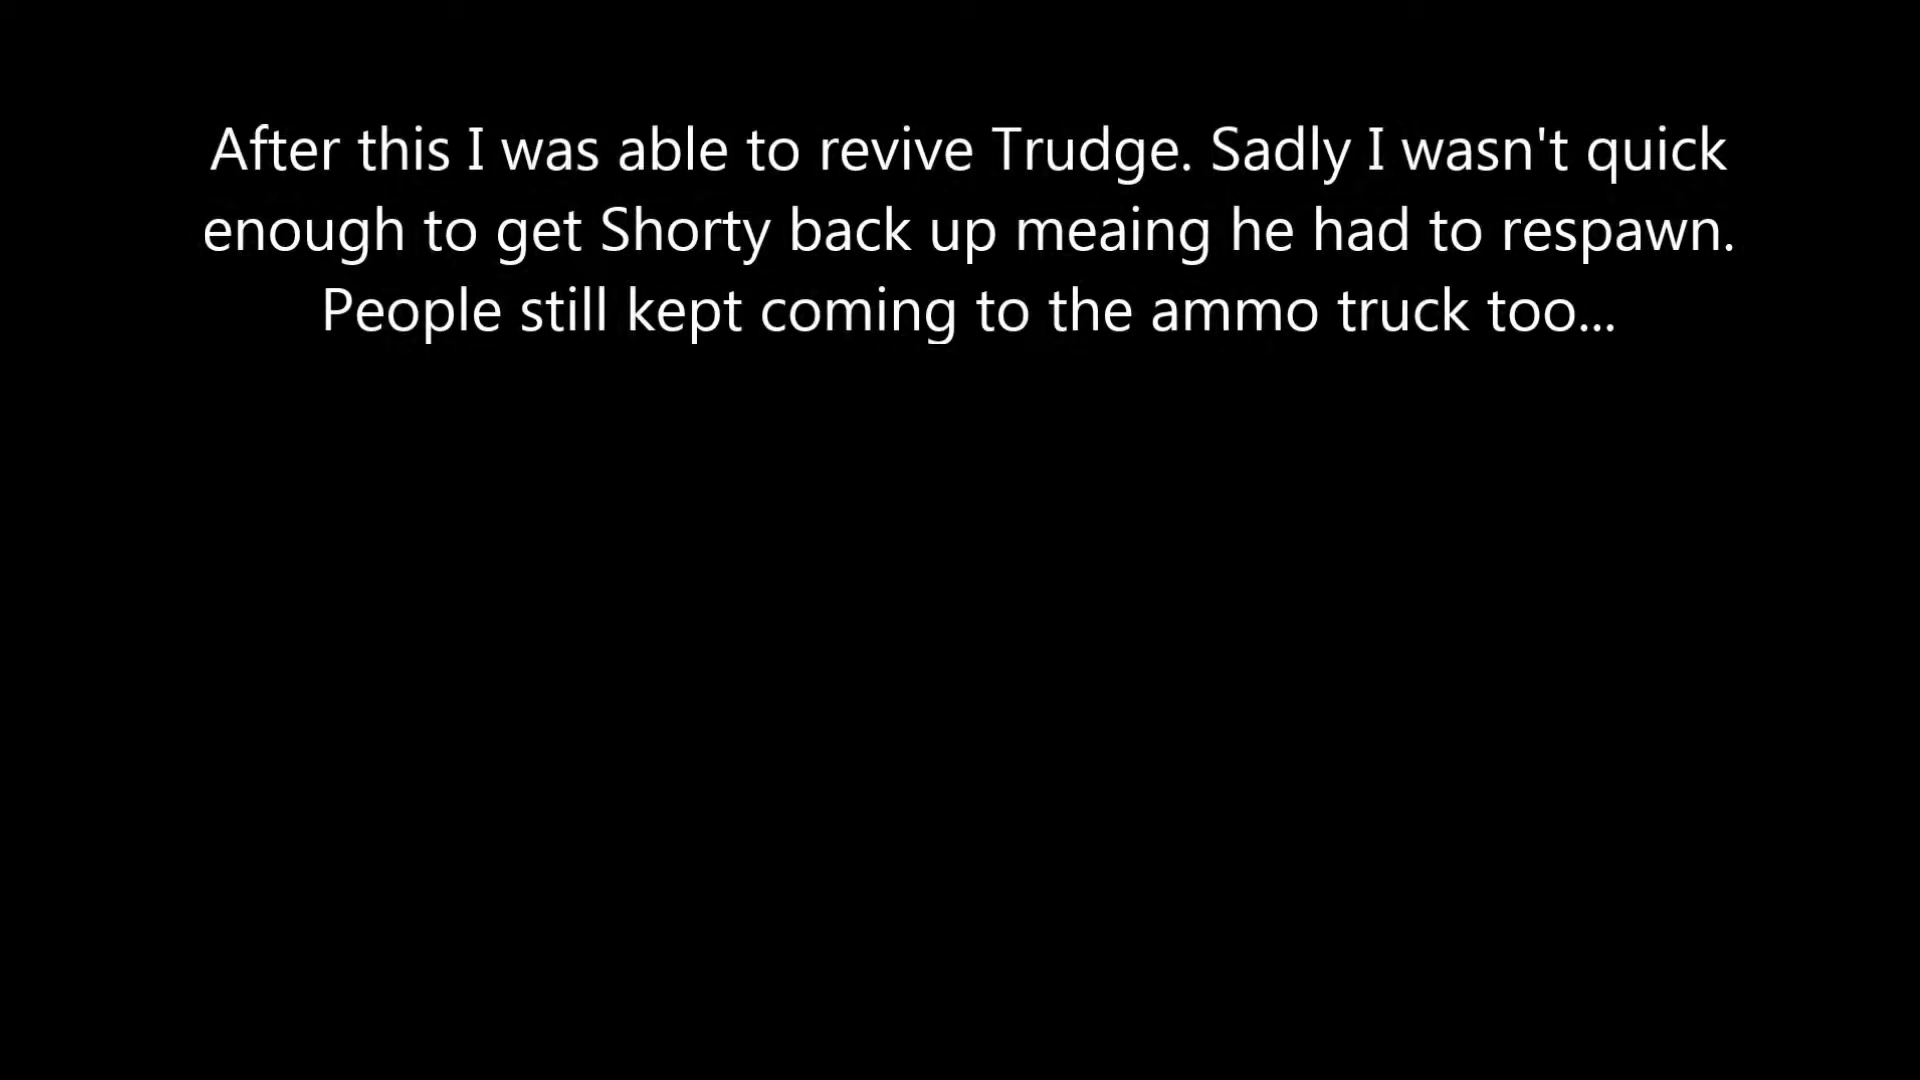 After this I was able to revive Trudge. Sadly I wasn't quick
enough to get Shorty back up meaing he had to respawn.
People still kept coming to the ammo truck too...